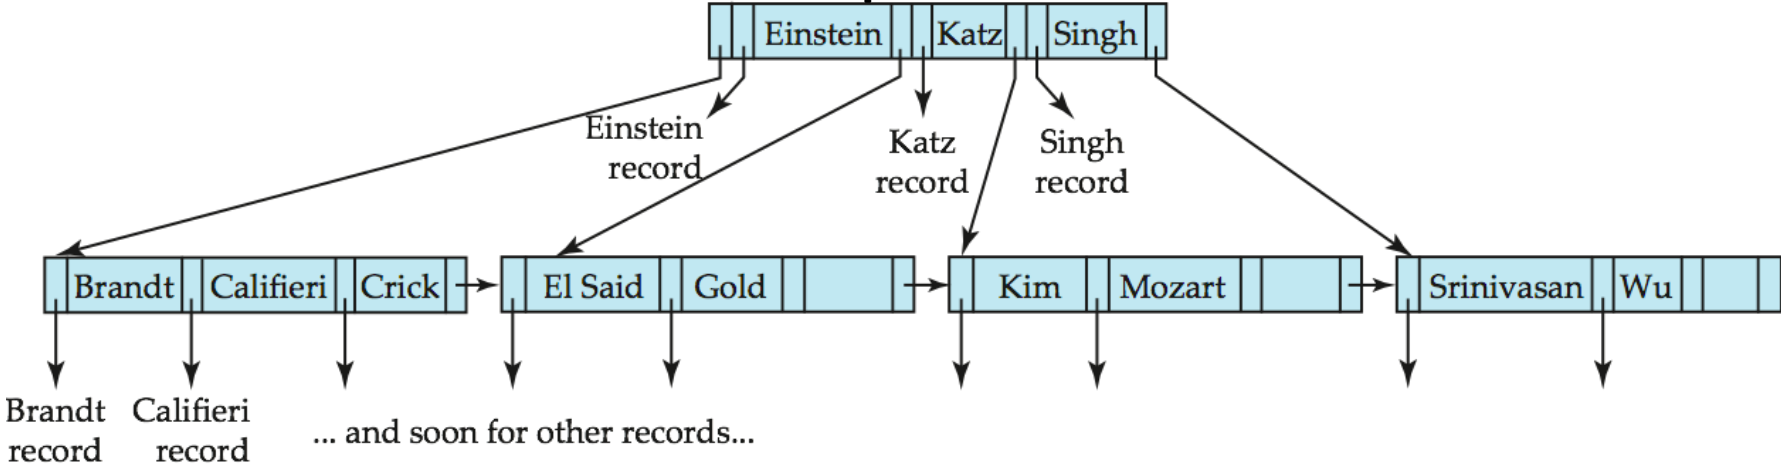 Einstein Katz Singh
Einstein
record
Katz
record
Singh
record
Brandt Califieri Crick El Said Gold Kim Mozart Srinivasan Wu
Brandt
record
Califieri
record
... and soon for other records...